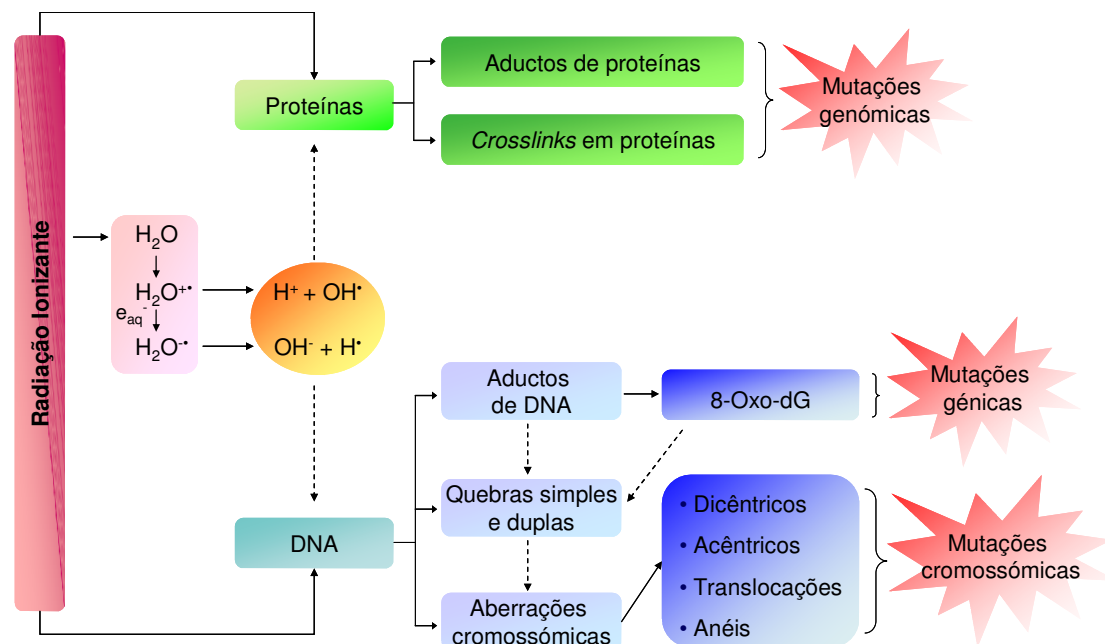 Radiação Ionizante
Proteínas
Aductos de proteínas
Crosslinks em proteínas
Mutações
genómicas
H₂O
H₂O⁺•
eaq⁻
H₂O⁻•
H⁺ + OH•
OH⁻ + H•
DNA
Aductos
de DNA
8-Oxo-dG
Mutações
génicas
Quebras simples
e duplas
Aberrações
cromossómicas
• Dicêntricos
• Acêntricos
• Translocações
• Anéis
Mutações
cromossómicas